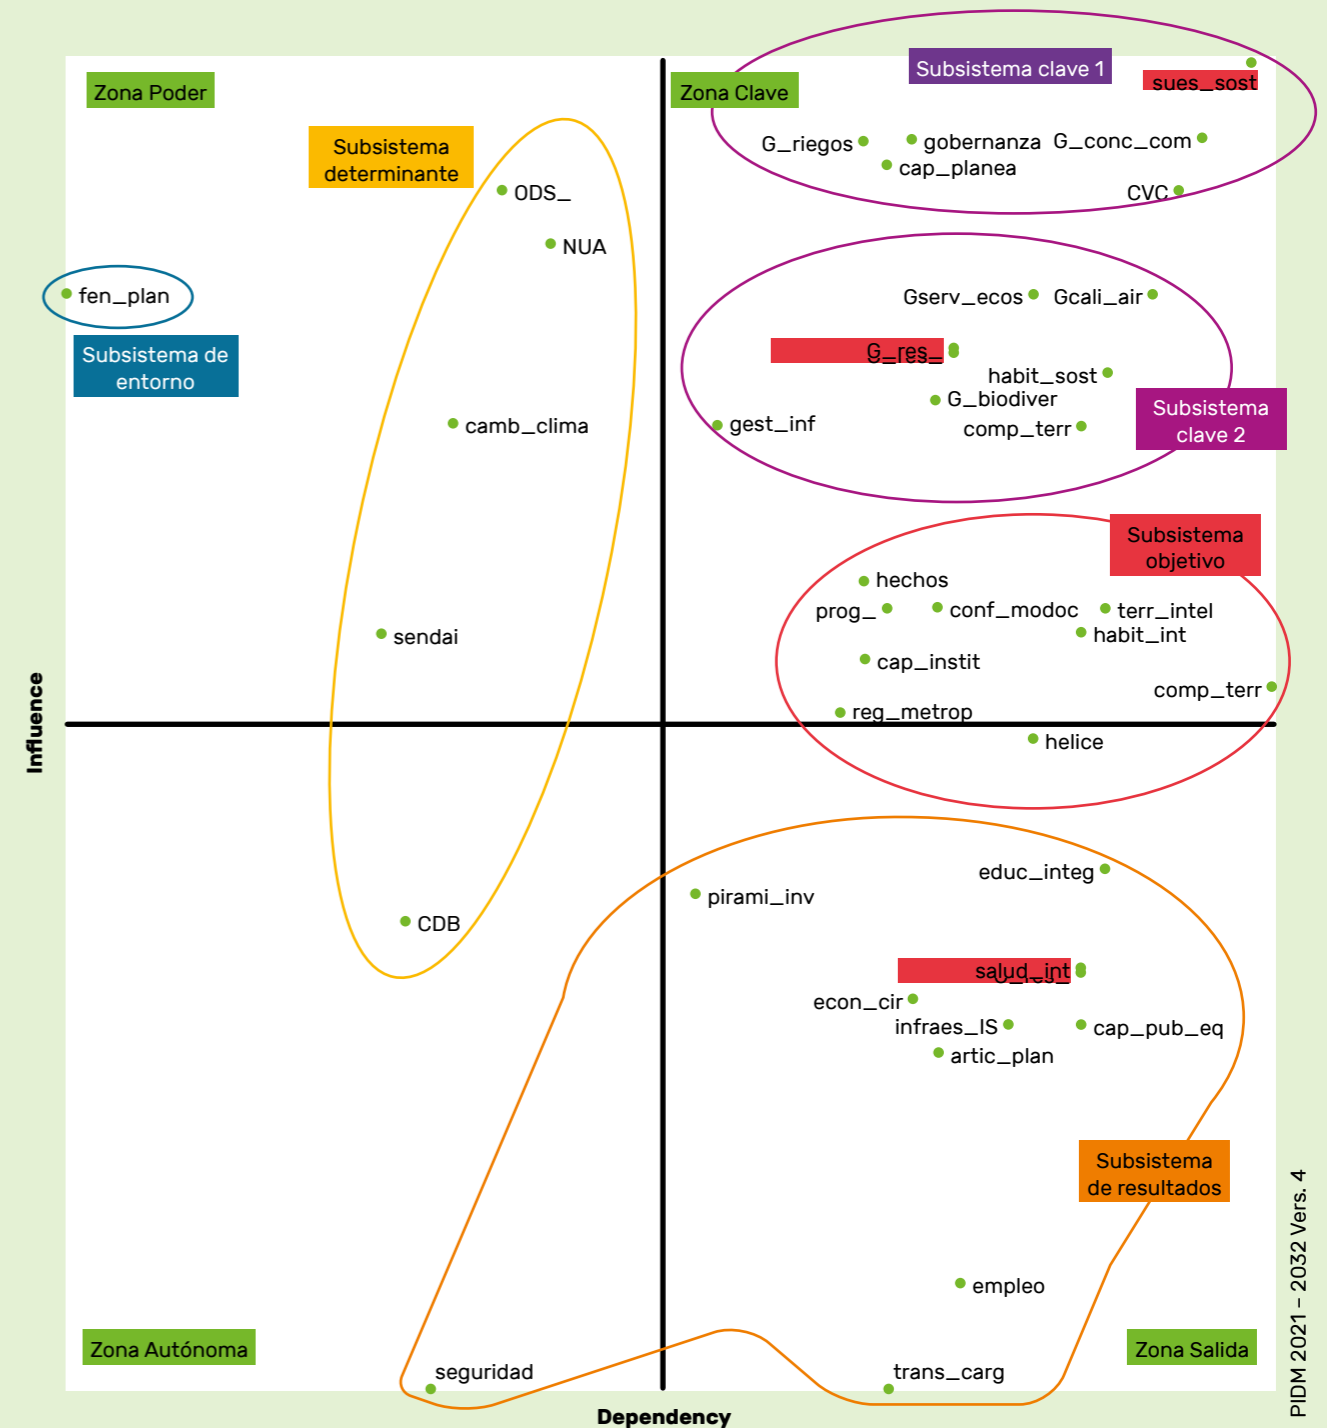 Subsistema clave 1
Zona Poder
Zona Clave
sues_sost
Subsistema
determinante
G_riegos
gobernanza
G_conc_com
cap_planea
ODS_
CVC
NUA
fen_plan
Gserv_ecos
Gcali_air
Subsistema de
entorno
G_res_
habit_sost
G_biodiver
Subsistema
clave 2
camb_clima
gest_inf
comp_terr
Subsistema
objetivo
hechos
prog_
conf_modoc
terr_intel
sendai
habit_int
cap_instit
comp_terr
reg_metrop
Influence
helice
educ_integ
pirami_inv
CDB
salud_int
econ_cir
infraes_IS
cap_pub_eq
artic_plan
Subsistema
de resultados
empleo
Zona Autónoma
Zona Salida
seguridad
trans_carg
Dependency
PIDM 2021 – 2032 Vers. 4